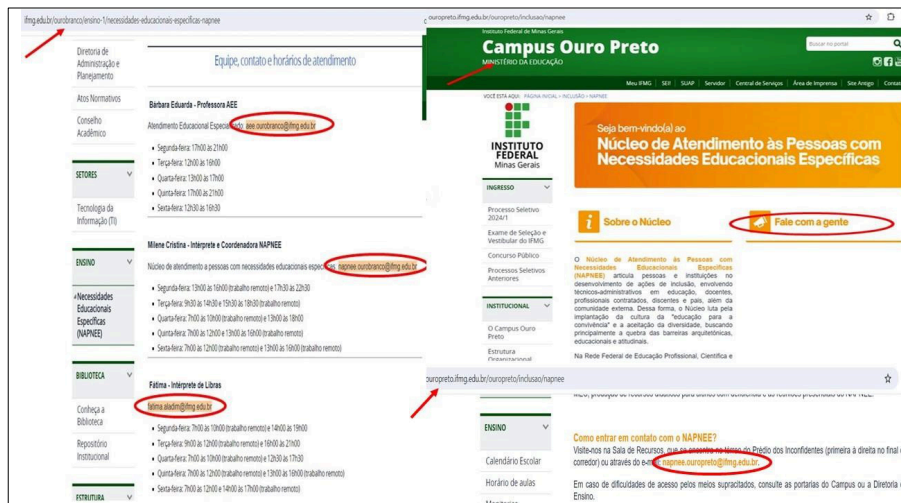 ifmg.edu.br/ourobranco/ensino-1/necessidades-educacionais-especificas-napnee
Diretoria de
Administração e
Planejamento
Atos Normativos
Conselho
Acadêmico
SETORES
Tecnologia da
Informação (TI)
ENSINO
Necessidades
Educacionais
Específicas
(NAPNEE)
BIBLIOTECA
Conheça a
Biblioteca
Repositório
Institucional
ESTRUTURA
Equipe, contato e horários de atendimento
Bárbara Eduarda - Professora AEE
Atendimento Educacional Especializado: aee.ourobranco@ifmg.edu.br
Segunda-feira: 17h00 às 21h00
Terça-feira: 12h00 às 16h00
Quarta-feira: 13h00 às 17h00
Quinta-feira: 17h00 às 21h00
Sexta-feira: 12h30 às 16h30
Milene Cristina - Intérprete e Coordenadora NAPNEE
Núcleo de atendimento a pessoas com necessidades educacionais específicas: napnee.ourobranco@ifmg.edu.br
Segunda-feira: 13h00 às 16h00 (trabalho remoto) e 17h30 às 22h30
Terça-feira: 9h30 às 14h30 e 15h30 às 18h30 (trabalho remoto)
Quarta-feira: 7h00 às 10h00 (trabalho remoto) e 13h00 às 18h00
Quinta-feira: 7h00 às 12h00 e 13h00 às 16h00 (trabalho remoto)
Sexta-feira: 7h00 às 12h00 (trabalho remoto) e 13h00 às 16h00 (trabalho remoto)
Fátima - Intérprete de Libras
fatima.aladim@ifmg.edu.br
Segunda-feira: 7h00 às 10h00 (trabalho remoto) e 14h00 às 19h00
Terça-feira: 9h00 às 12h00 (trabalho remoto) e 16h00 às 21h00
Quarta-feira: 7h00 às 10h00 (trabalho remoto) e 12h30 às 17h30
Quinta-feira: 7h00 às 12h00 (trabalho remoto) e 13h00 às 16h00 (trabalho remoto)
Sexta-feira: 7h00 às 12h00 (trabalho remoto) e 14h00 às 17h00 (trabalho remoto)
ouropreto.ifmg.edu.br/ouropreto/inclusao/napnee
Instituto Federal de Minas Gerais
Campus Ouro Preto
MINISTÉRIO DA EDUCAÇÃO
Buscar no portal
Meu IFMG | SEI! | SUAP | Servidor | Central de Serviços | Área de Imprensa | Site Antigo | Contat
VOCÊ ESTÁ AQUI: PÁGINA INICIAL > INCLUSÃO > NAPNEE
INSTITUTO
FEDERAL
Minas Gerais
INGRESSO
Processo Seletivo
2024/1
Exame de Seleção e
Vestibular do IFMG
Concurso Público
Processos Seletivos
Anteriores
INSTITUCIONAL
O Campus Ouro
Preto
Estrutura
Organizacional
Seja bem-vindo(a) ao
Núcleo de Atendimento às Pessoas com
Necessidades Educacionais Específicas
i Sobre o Núcleo
Fale com a gente
O Núcleo de Atendimento às Pessoas com
Necessidades Educacionais Específicas
(NAPNEE) articula pessoas e instituições no
desenvolvimento de ações de inclusão, envolvendo
técnicos-administrativos em educação, docentes,
profissionais contratados, discentes e pais, além da
comunidade externa. Dessa forma, o Núcleo luta pela
implantação da cultura da "educação para a
convivência" e a aceitação da diversidade, buscando
principalmente a quebra das barreiras arquitetônicas,
educacionais e atitudinais.
Na Rede Federal de Educação Profissional, Científica e
ouropreto.ifmg.edu.br/ouropreto/inclusao/napnee
ENSINO
Calendário Escolar
Horário de aulas
Como entrar em contato com o NAPNEE?
Visite-nos na Sala de Recursos, que se encontra no térreo do Prédio dos Inconfidentes (primeira à direita no final d
corredor) ou através do e-mail: napnee.ouropreto@ifmg.edu.br.
Em caso de dificuldades de acesso pelos meios supracitados, consulte as portarias do Campus ou a Diretoria d
Ensino.